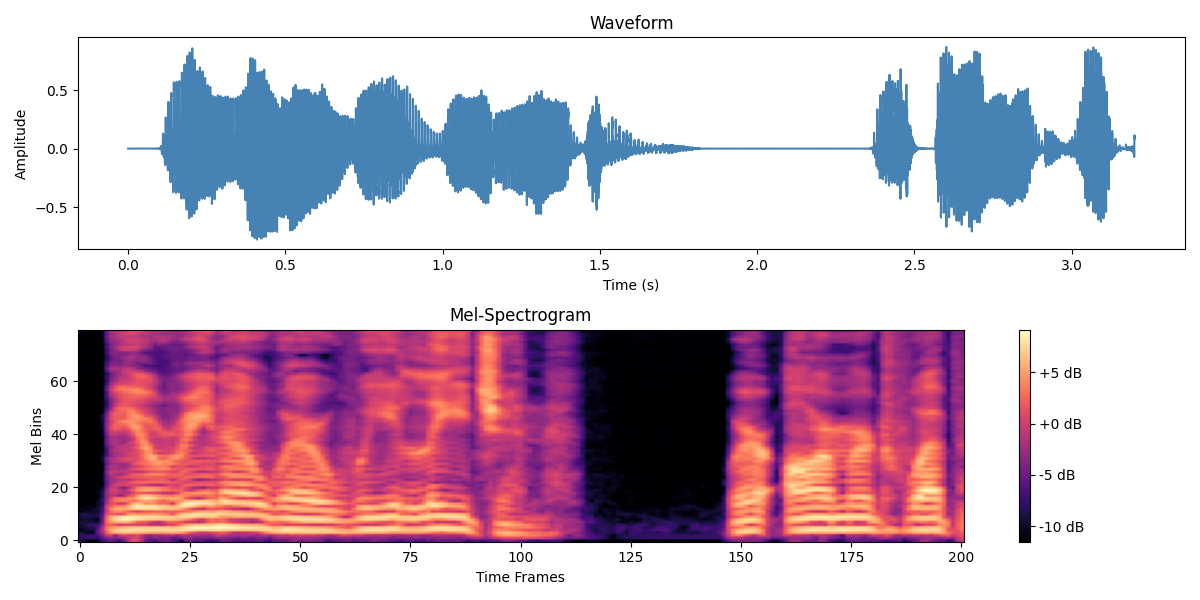 Waveform
Amplitude
0.5
0.0
−0.5
0.0 0.5 1.0 1.5 2.0 2.5 3.0
Time (s)
Mel-Spectrogram
Mel Bins
60
40
20
0
0 25 50 75 100 125 150 175 200
Time Frames
+5 dB
+0 dB
-5 dB
-10 dB